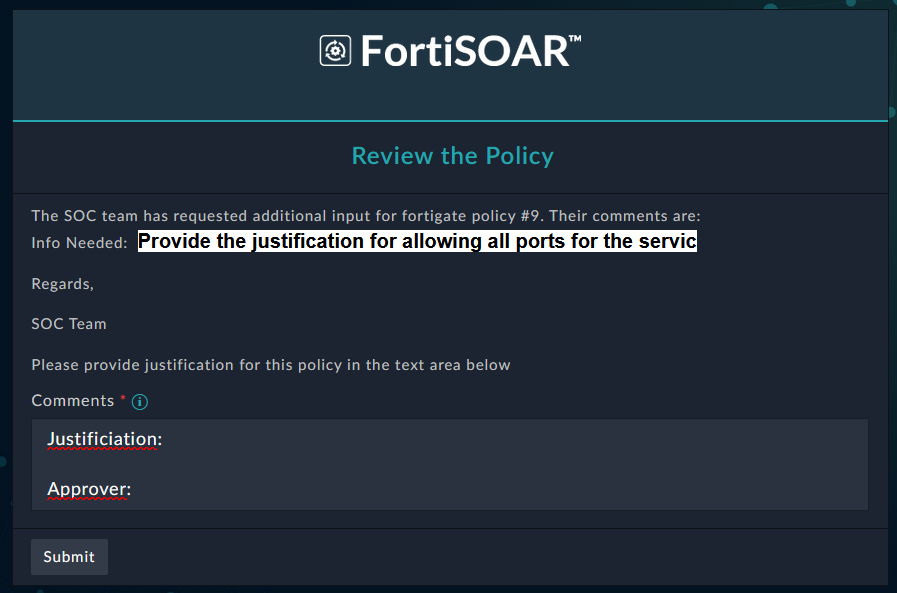 FortiSOAR™
Review the Policy
The SOC team has requested additional input for fortigate policy #9. Their comments are:
Info Needed: Provide the justification for allowing all ports for the servic
Regards,
SOC Team
Please provide justification for this policy in the text area below
Comments *
Justificiation:
Approver:
Submit